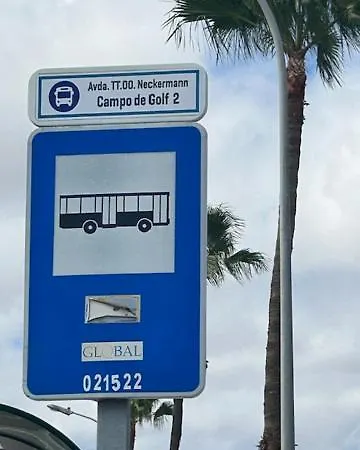 Avda. TT.OO. Neckermann
Campo de Golf 2
GLOBAL
021522